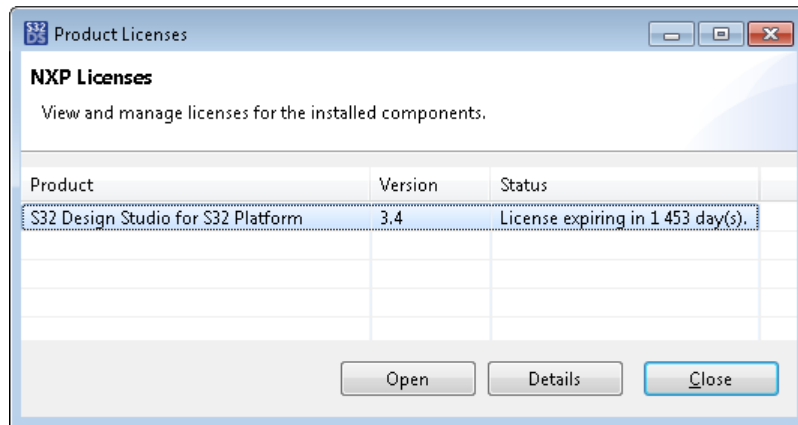 S32 DS Product Licenses
NXP Licenses
View and manage licenses for the installed components.
Product Version Status
S32 Design Studio for S32 Platform 3.4 License expiring in 1 453 day(s).
Open Details Close